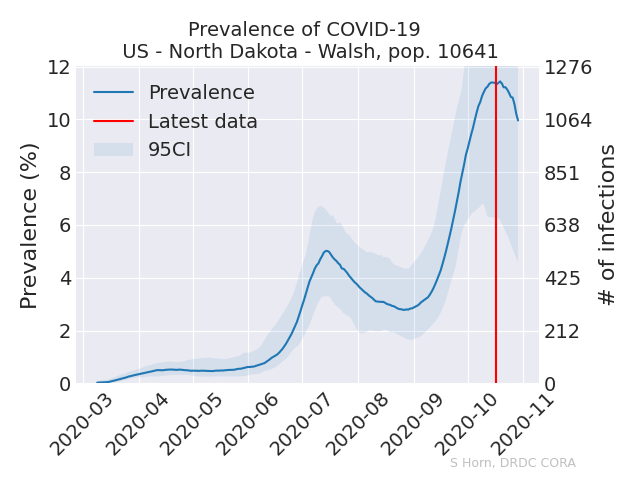 Prevalence of COVID-19
US - North Dakota - Walsh, pop. 10641
12 1276
10 1064
8 851
6 638
4 425
2 212
0 0
Prevalence (%)
# of infections
Prevalence
Latest data
95CI
2020-03 2020-04 2020-05 2020-06 2020-07 2020-08 2020-09 2020-10 2020-11
S Horn, DRDC CORA